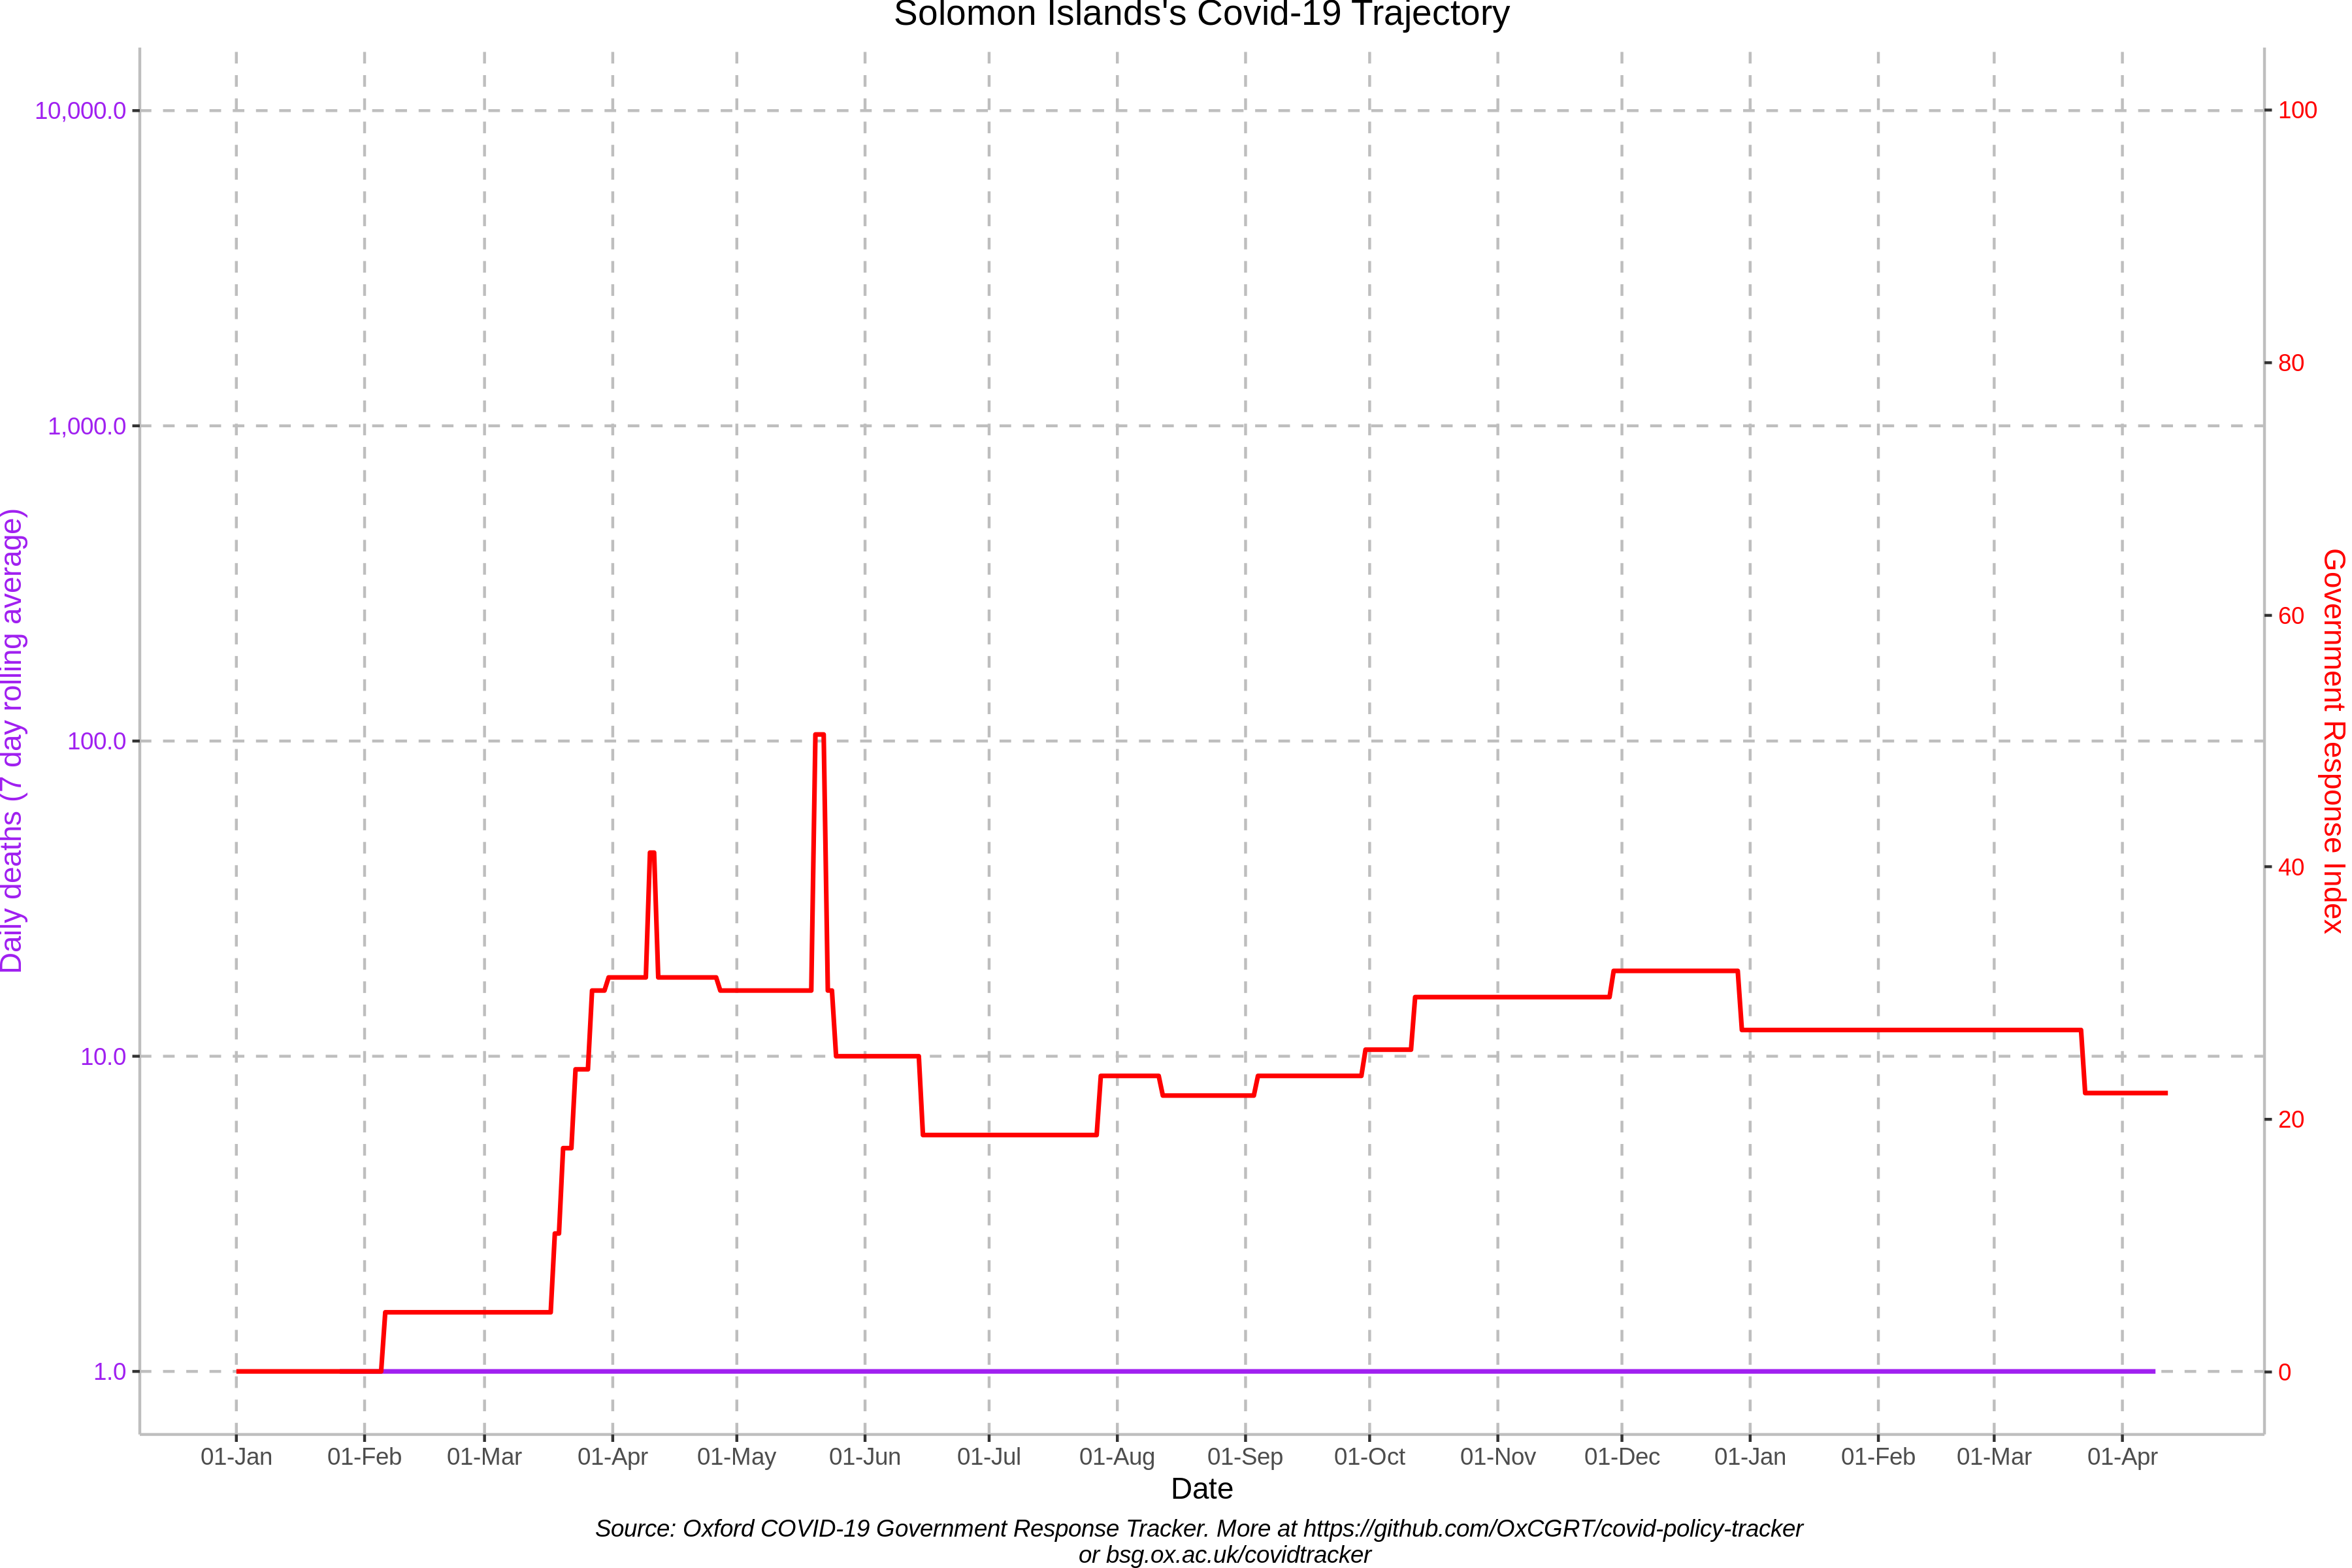 Solomon Islands's Covid-19 Trajectory
10,000.0
1,000.0
100.0
10.0
1.0
Daily deaths (7 day rolling average)
100
80
60
40
20
0
Government Response Index
01-Jan 01-Feb 01-Mar 01-Apr 01-May 01-Jun 01-Jul 01-Aug 01-Sep 01-Oct 01-Nov 01-Dec 01-Jan 01-Feb 01-Mar 01-Apr
Date
Source: Oxford COVID-19 Government Response Tracker. More at https://github.com/OxCGRT/covid-policy-tracker
or bsg.ox.ac.uk/covidtracker